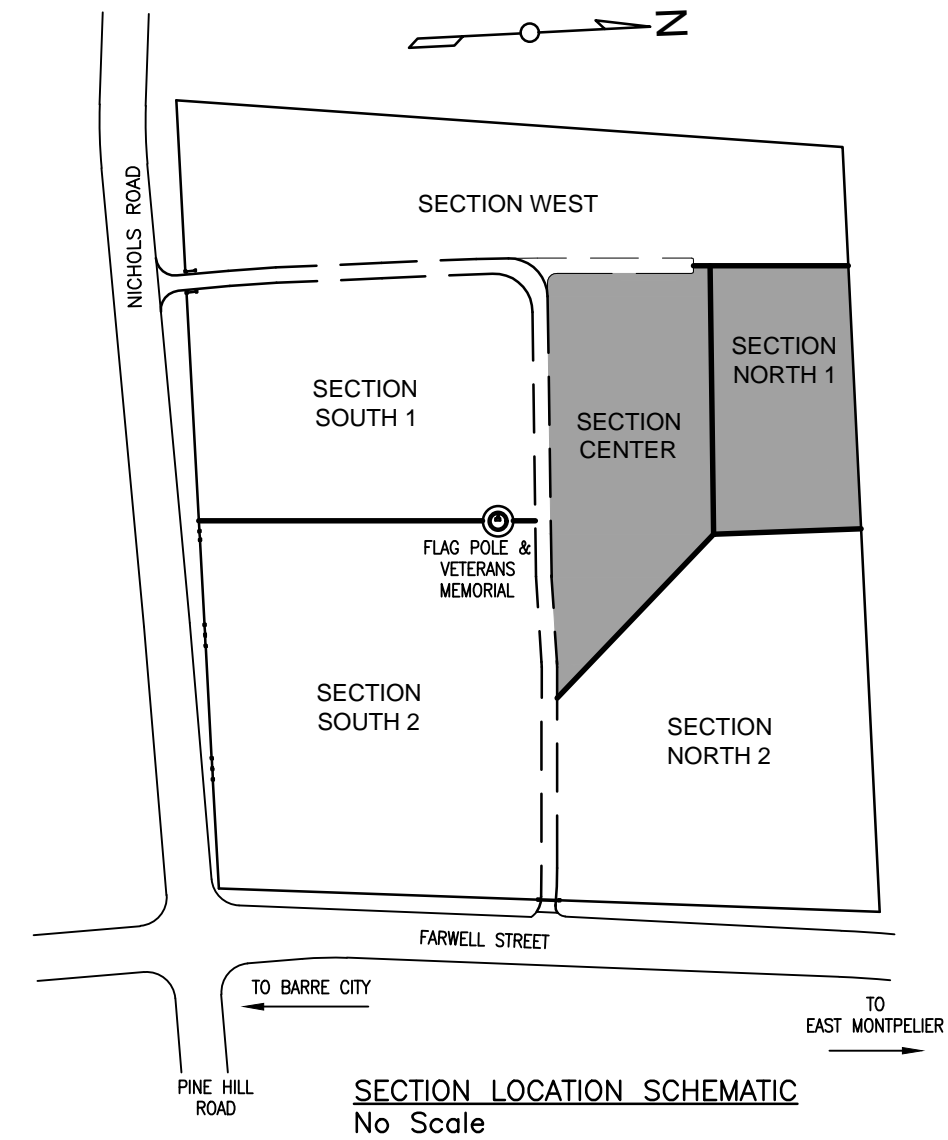 N
NICHOLS ROAD
SECTION WEST
SECTION
NORTH 1
SECTION
SOUTH 1
SECTION
CENTER
FLAG POLE &
VETERANS
MEMORIAL
SECTION
SOUTH 2
SECTION
NORTH 2
FARWELL STREET
TO BARRE CITY
TO
EAST MONTPELIER
PINE HILL
ROAD
SECTION LOCATION SCHEMATIC
No Scale